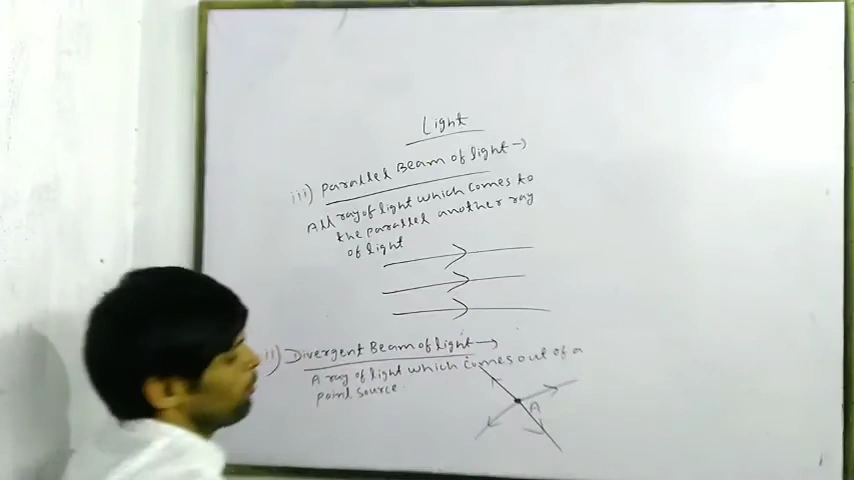 Light
iii) Parallel Beam of light →
All ray of light which comes to
the parallel another ray
of light
ii) Divergent Beam of light →
A ray of light which comes out of a
point source.
A